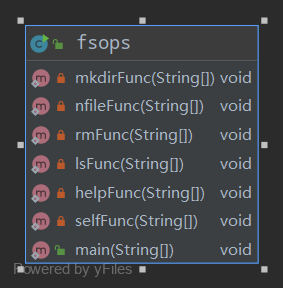 fsops
mkdirFunc(String[]) void
nfileFunc(String[]) void
rmFunc(String[]) void
lsFunc(String[]) void
helpFunc(String[]) void
selfFunc(String[]) void
main(String[]) void
Powered by yFiles